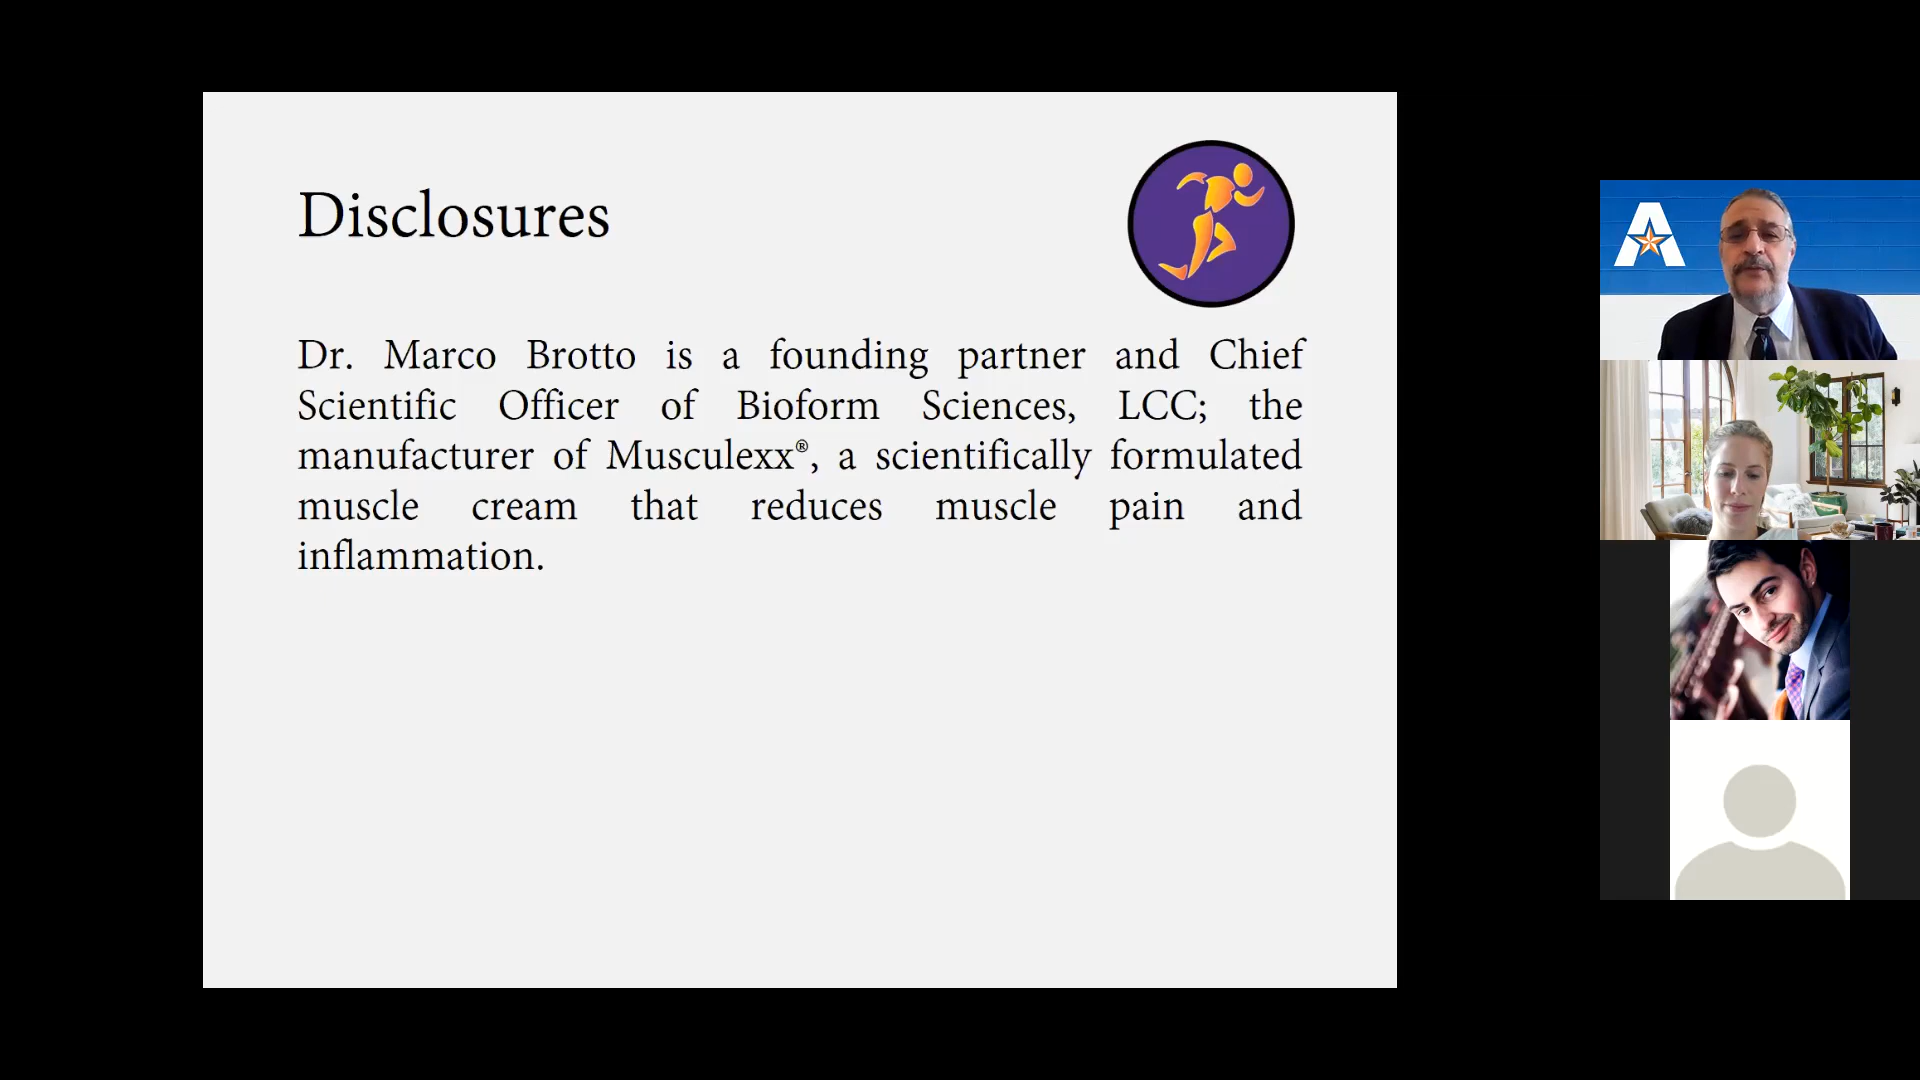 Disclosures
Dr. Marco Brotto is a founding partner and Chief
Scientific Officer of Bioform Sciences, LCC; the
manufacturer of Musculexx®, a scientifically formulated
muscle cream that reduces muscle pain and
inflammation.
A